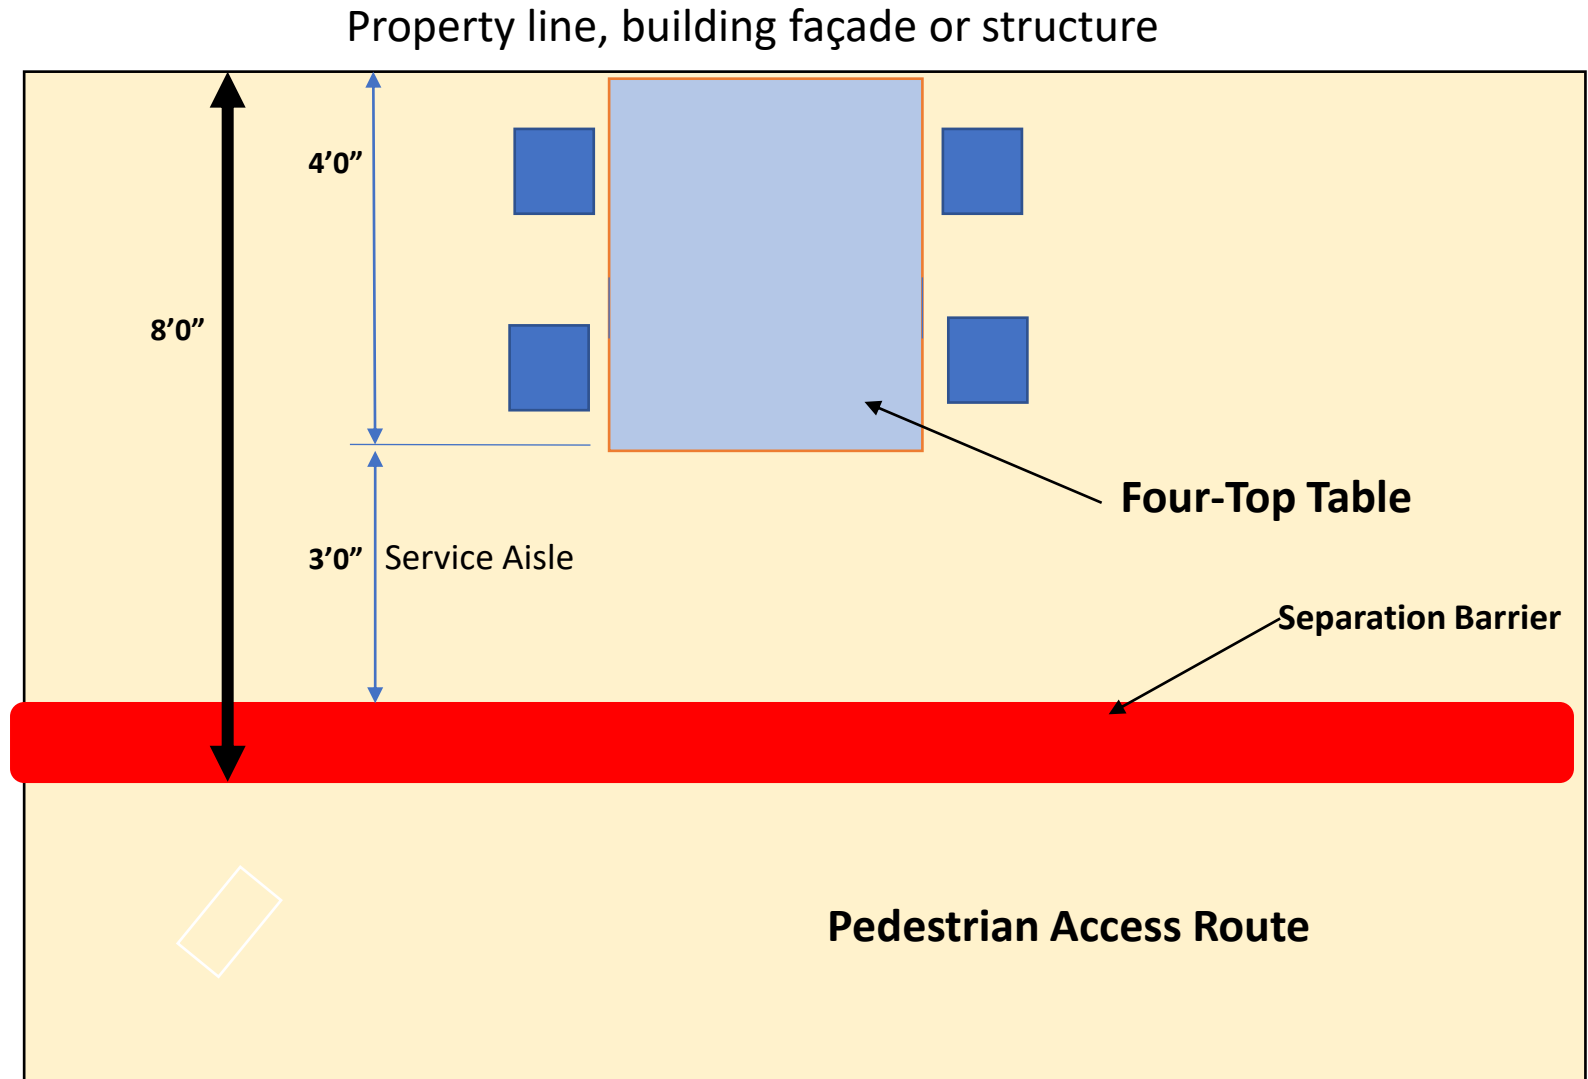 Property line, building façade or structure
4’0”
8’0”
Four-Top Table
3’0” Service Aisle
Separation Barrier
Pedestrian Access Route